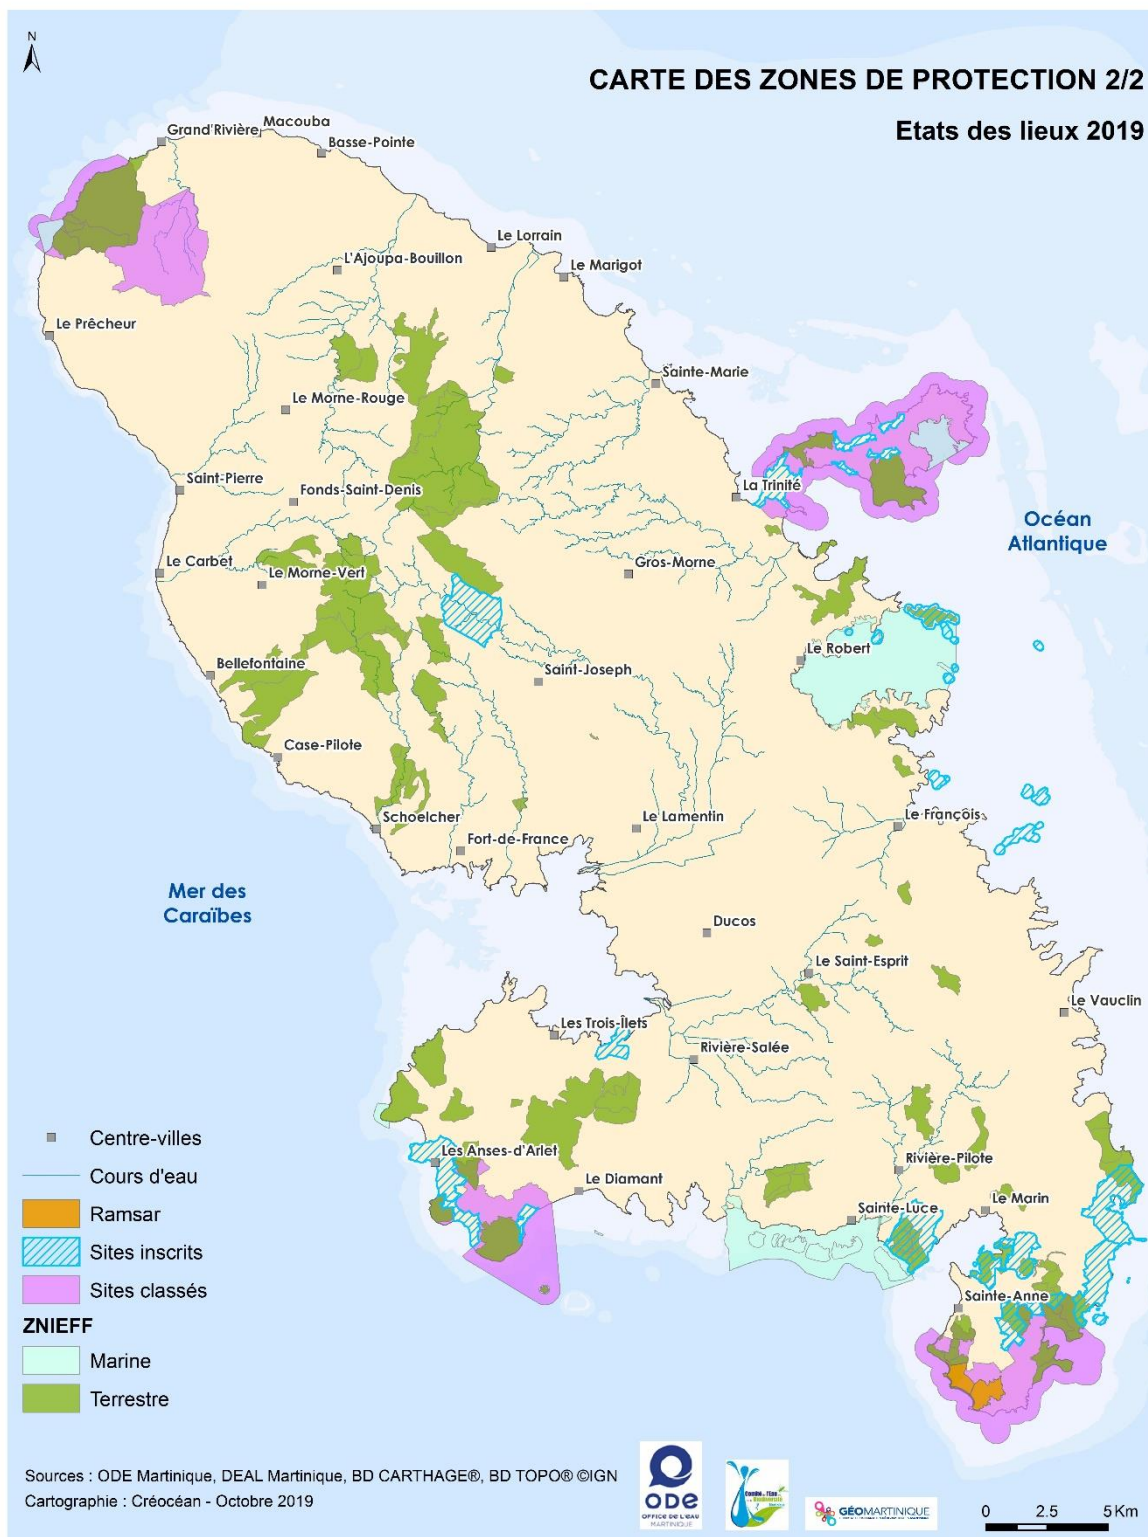 N
CARTE DES ZONES DE PROTECTION 2/2
Etats des lieux 2019
Macouba
Grand'Rivière
Basse-Pointe
Le Lorrain
L'Ajoupa-Bouillon
Le Marigot
Le Prêcheur
Sainte-Marie
Le Morne-Rouge
Saint-Pierre
Fonds-Saint-Denis
La Trinité
Océan
Atlantique
Le Carbet
Le Morne-Vert
Gros-Morne
Le Robert
Bellefontaine
Saint-Joseph
Case-Pilote
Schoelcher
Le Lamentin
Le François
Fort-de-France
Mer des
Caraïbes
Ducos
Le Saint-Esprit
Le Vauclin
Les Trois-Îlets
Rivière-Salée
Les Anses-d'Arlet
Rivière-Pilote
Le Diamant
Le Marin
Sainte-Luce
Sainte-Anne
Centre-villes
Cours d'eau
Ramsar
Sites inscrits
Sites classés
ZNIEFF
Marine
Terrestre
Sources : ODE Martinique, DEAL Martinique, BD CARTHAGE®, BD TOPO® ©IGN
Cartographie : Créocéan - Octobre 2019
ODE
OFFICE DE L'EAU
MARTINIQUE
Comité de l'Eau
Biodiversité
GÉOMARTINIQUE
0 2.5 5 Km